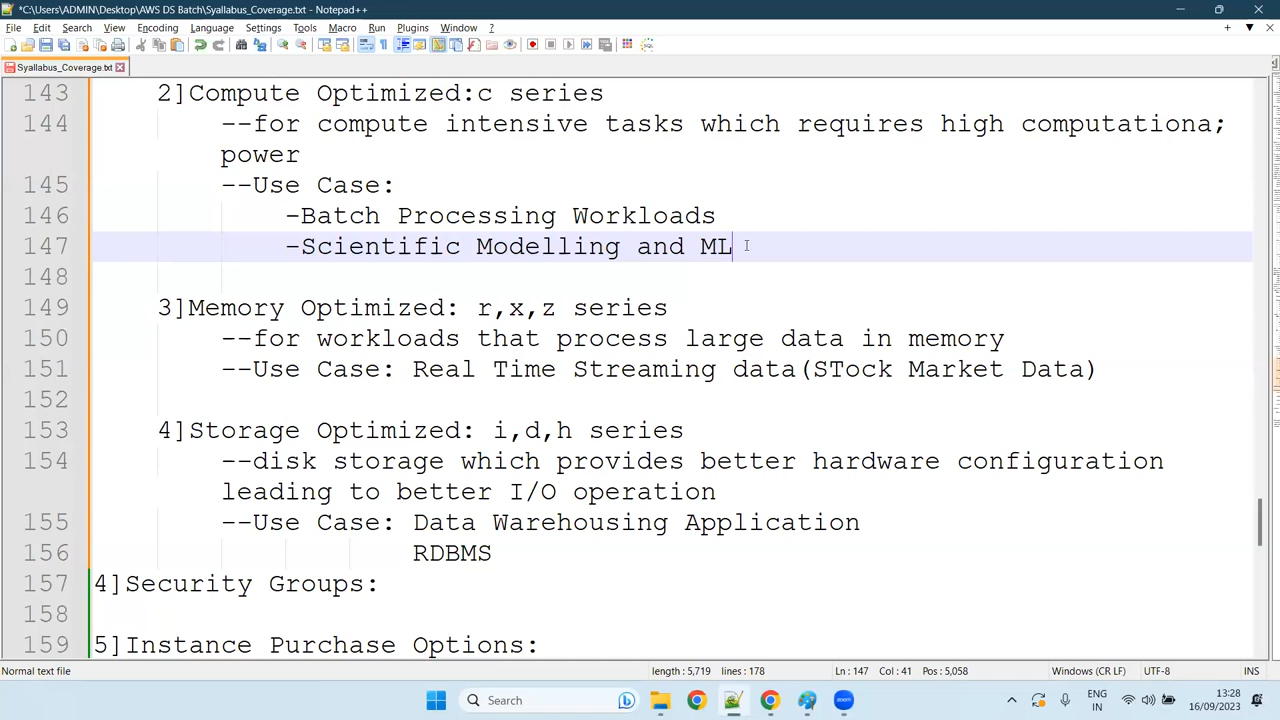 *C:\Users\ADMIN\Desktop\AWS DS Batch\Syallabus_Coverage.txt - Notepad++
File Edit Search View Encoding Language Settings Tools Macro Run Plugins Window ?
Syallabus_Coverage.txt
143 2]Compute Optimized:c series
144 --for compute intensive tasks which requires high computationa;
power
145 --Use Case:
146 -Batch Processing Workloads
147 -Scientific Modelling and ML
148
149 3]Memory Optimized: r,x,z series
150 --for workloads that process large data in memory
151 --Use Case: Real Time Streaming data(STock Market Data)
152
153 4]Storage Optimized: i,d,h series
154 --disk storage which provides better hardware configuration
leading to better I/O operation
155 --Use Case: Data Warehousing Application
156 RDBMS
157 4]Security Groups:
158
159 5]Instance Purchase Options:
Normal text file length : 5,719 lines : 178 Ln : 147 Col : 41 Pos : 5,058 Windows (CR LF) UTF-8 INS
Search ENG IN 13:28 16/09/2023
zoom